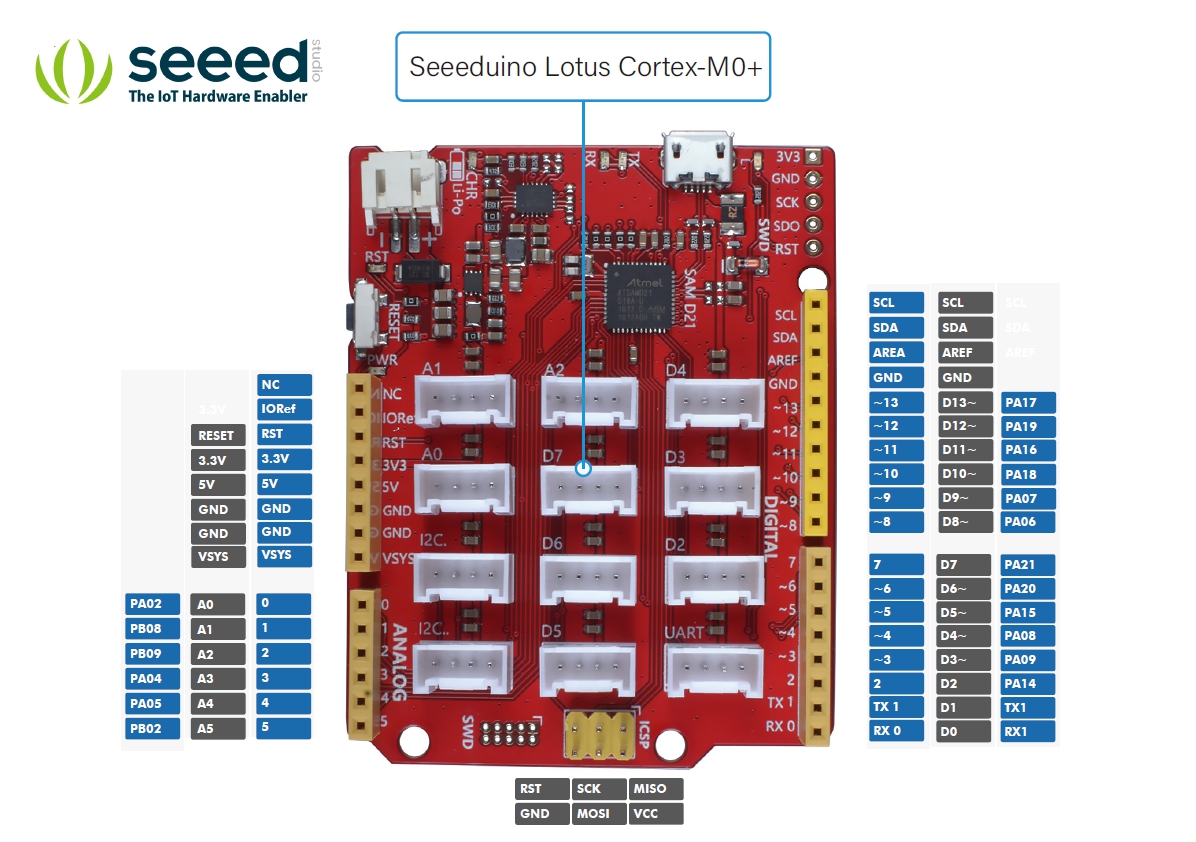 seeed studio
The IoT Hardware Enabler
Seeeduino Lotus Cortex-M0+
CHR
Li-Po
RX
TX
L
3V3
GND
SCK
SDO
RST
SWD
- +
RST
RESET
PWR
Atmel
SAM D21
SCL
SDA
AREF
GND
~13
~12
~11
~10
~9
~8
DIGITAL
7
~6
~5
~4
~3
2
TX 1
RX 0
NC
IORef
RST
3V3
5V
GND
GND
VSYS
ANALOG
0
1
2
3
4
5
A1
A2
D4
A0
D7
D3
I2C.
D6
D2
I2C..
D5
UART
SWD
ICSP
NC
3.3V IORef
RESET RST
3.3V 3.3V
5V 5V
GND GND
GND GND
VSYS VSYS
PA02 A0 0
PB08 A1 1
PB09 A2 2
PA04 A3 3
PA05 A4 4
PB02 A5 5
SCL SCL SCL
SDA SDA SDA
AREA AREF AREF
GND GND
~13 D13~ PA17
~12 D12~ PA19
~11 D11~ PA16
~10 D10~ PA18
~9 D9~ PA07
~8 D8~ PA06
7 D7 PA21
~6 D6~ PA20
~5 D5~ PA15
~4 D4~ PA08
~3 D3~ PA09
2 D2 PA14
TX 1 D1 TX1
RX 0 D0 RX1
RST SCK MISO
GND MOSI VCC